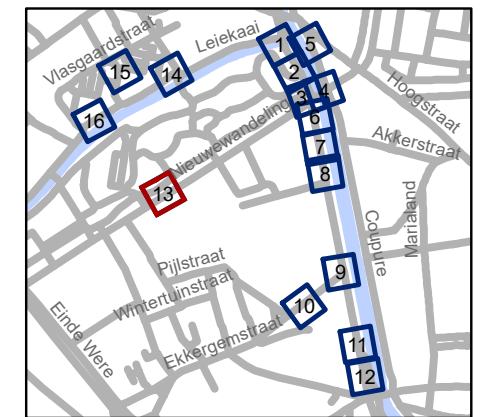 Vlasgaardstraat
Leiekaai
1
5
2
15
14
3
4
16
6
Hoogstraat
Nieuwewandeling
7
Akkerstraat
8
13
Marialand
Coupure
Pijlstraat
9
Wintertuinstraat
10
Einde Were
Ekkergemstraat
11
12